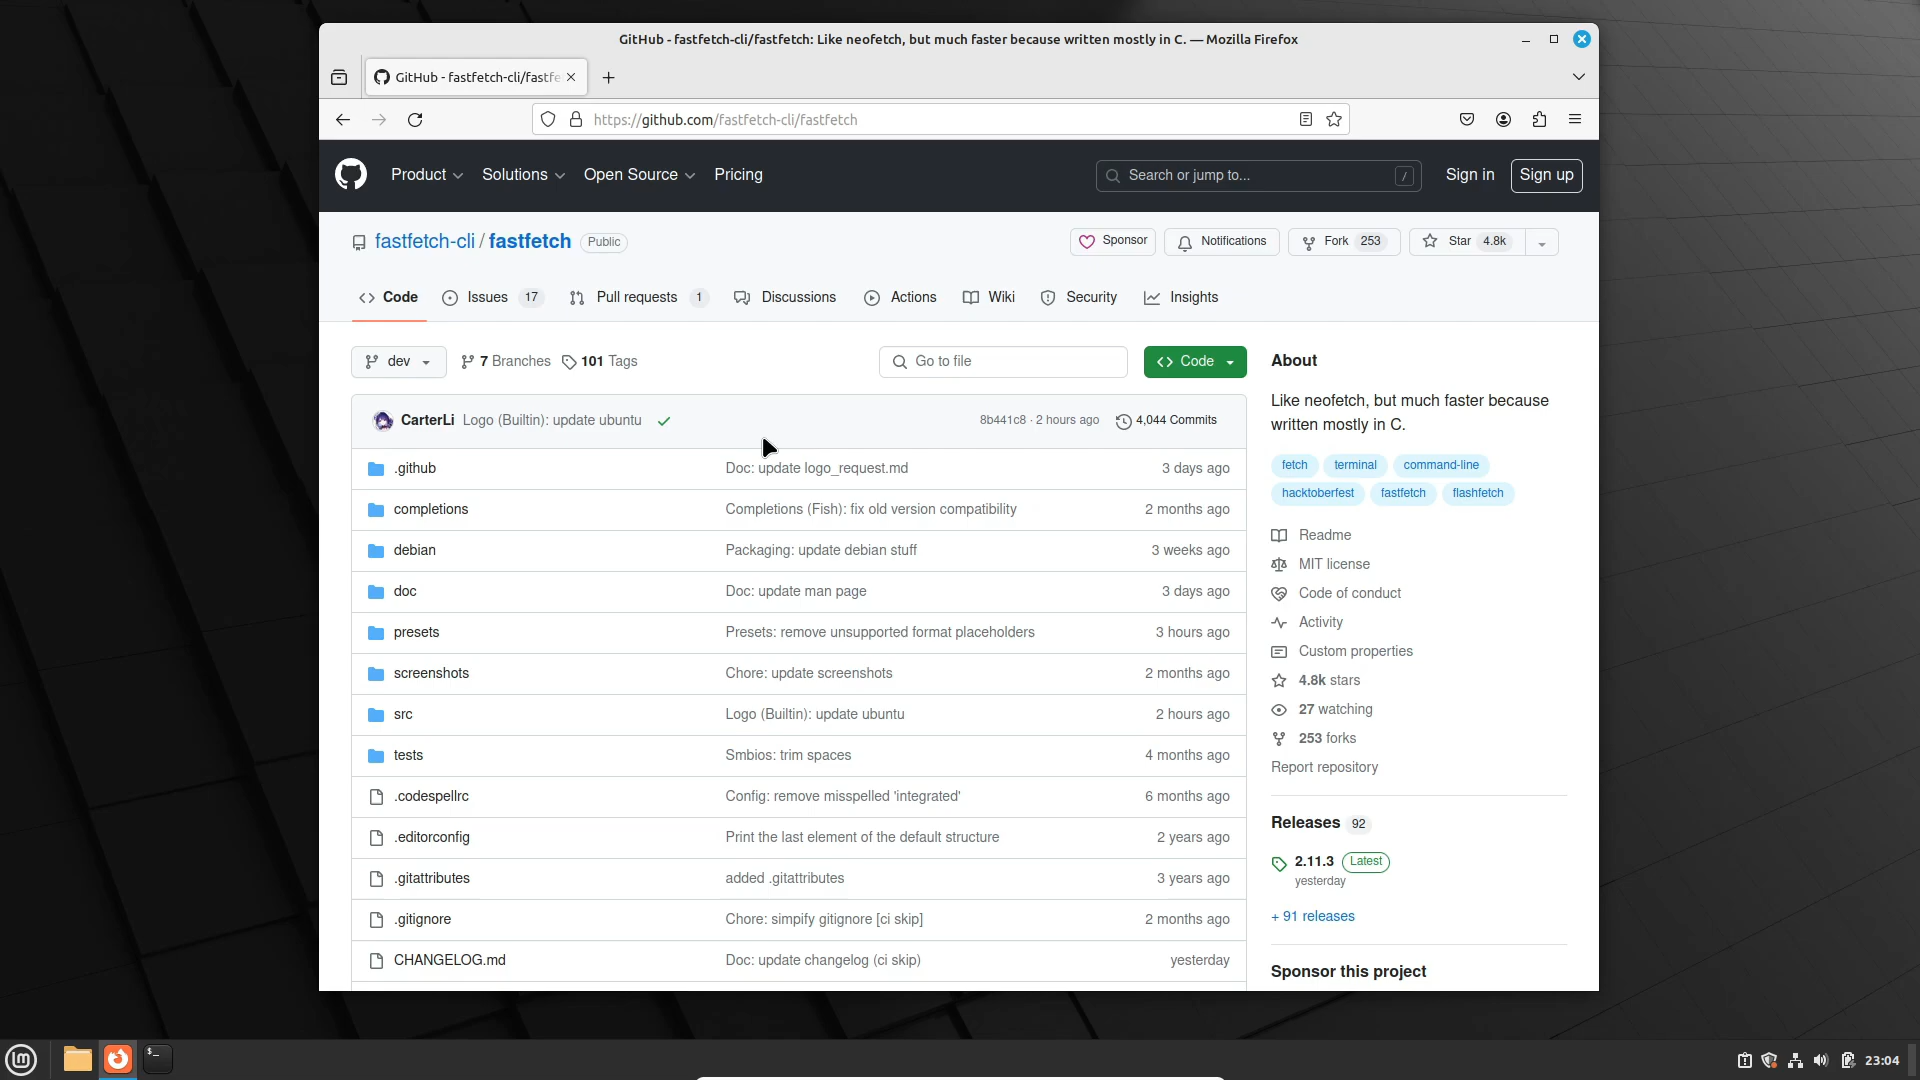 GitHub - fastfetch-cli/fastfetch: Like neofetch, but much faster because written mostly in C. — Mozilla Firefox
GitHub - fastfetch-cli/fastfe
https://github.com/fastfetch-cli/fastfetch
Product Solutions Open Source Pricing Search or jump to... / Sign in Sign up
fastfetch-cli / fastfetch Public Sponsor Notifications Fork 253 Star 4.8k
Code Issues 17 Pull requests 1 Discussions Actions Wiki Security Insights
dev 7 Branches 101 Tags Go to file Code
CarterLi Logo (Builtin): update ubuntu 8b441c8 · 2 hours ago 4,044 Commits
.github Doc: update logo_request.md 3 days ago
completions Completions (Fish): fix old version compatibility 2 months ago
debian Packaging: update debian stuff 3 weeks ago
doc Doc: update man page 3 days ago
presets Presets: remove unsupported format placeholders 3 hours ago
screenshots Chore: update screenshots 2 months ago
src Logo (Builtin): update ubuntu 2 hours ago
tests Smbios: trim spaces 4 months ago
.codespellrc Config: remove misspelled 'integrated' 6 months ago
.editorconfig Print the last element of the default structure 2 years ago
.gitattributes added .gitattributes 3 years ago
.gitignore Chore: simpify gitignore [ci skip] 2 months ago
CHANGELOG.md Doc: update changelog (ci skip) yesterday
About
Like neofetch, but much faster because
written mostly in C.
fetch terminal command-line
hacktoberfest fastfetch flashfetch
Readme
MIT license
Code of conduct
Activity
Custom properties
4.8k stars
27 watching
253 forks
Report repository
Releases 92
2.11.3 Latest
yesterday
+ 91 releases
Sponsor this project
23:04